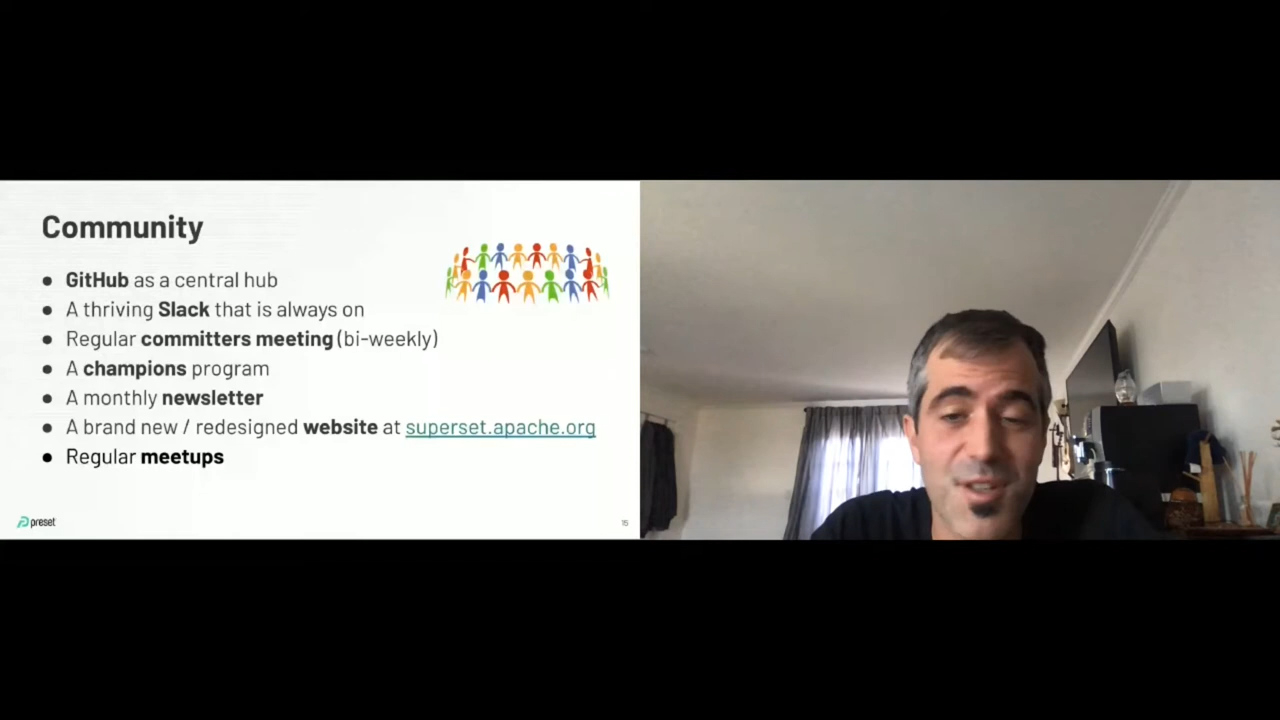 Community
● GitHub as a central hub
● A thriving Slack that is always on
● Regular committers meeting (bi-weekly)
● A champions program
● A monthly newsletter
● A brand new / redesigned website at superset.apache.org
● Regular meetups
preset
15